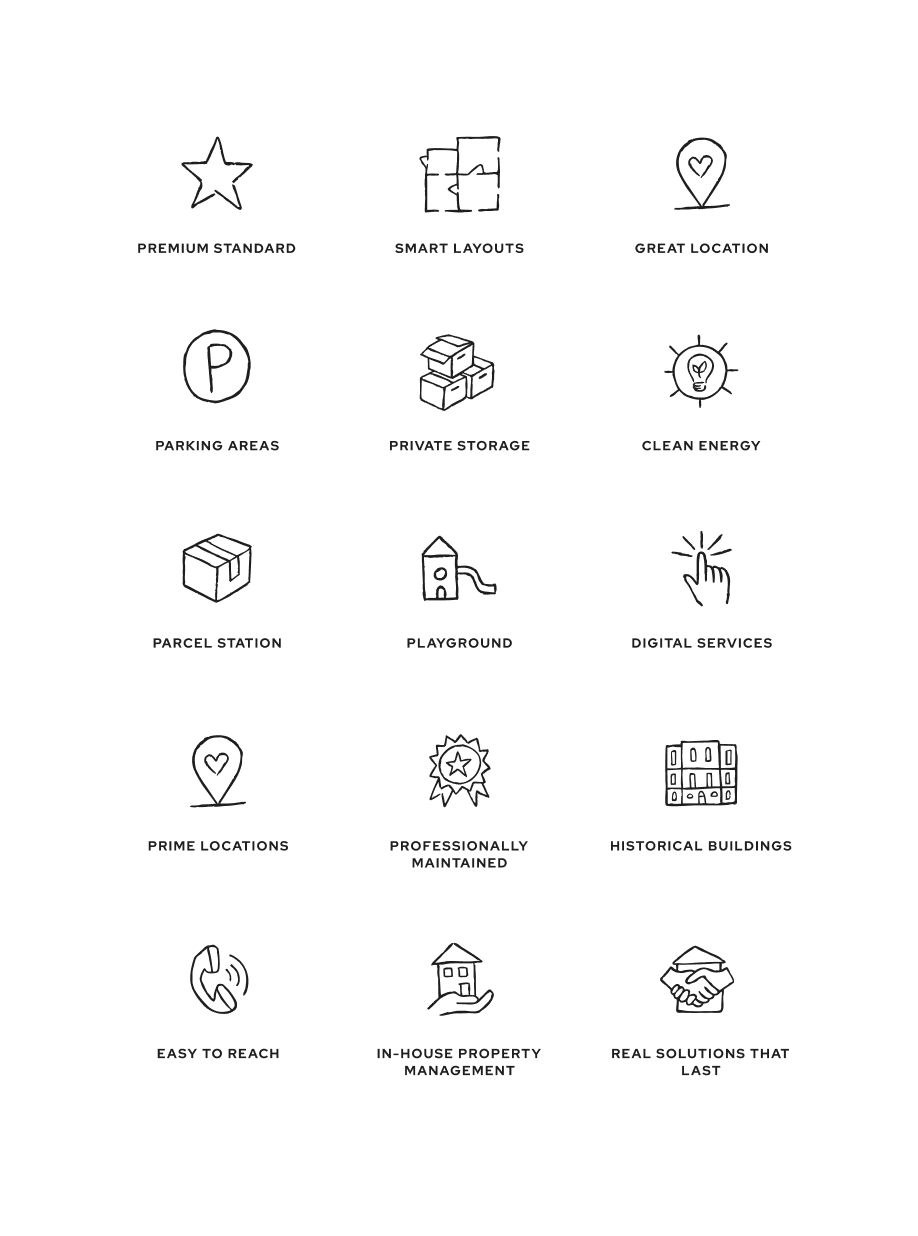 PREMIUM STANDARD
SMART LAYOUTS
GREAT LOCATION
P
PARKING AREAS
PRIVATE STORAGE
CLEAN ENERGY
PARCEL STATION
PLAYGROUND
DIGITAL SERVICES
PRIME LOCATIONS
PROFESSIONALLY
MAINTAINED
HISTORICAL BUILDINGS
EASY TO REACH
IN-HOUSE PROPERTY
MANAGEMENT
REAL SOLUTIONS THAT
LAST